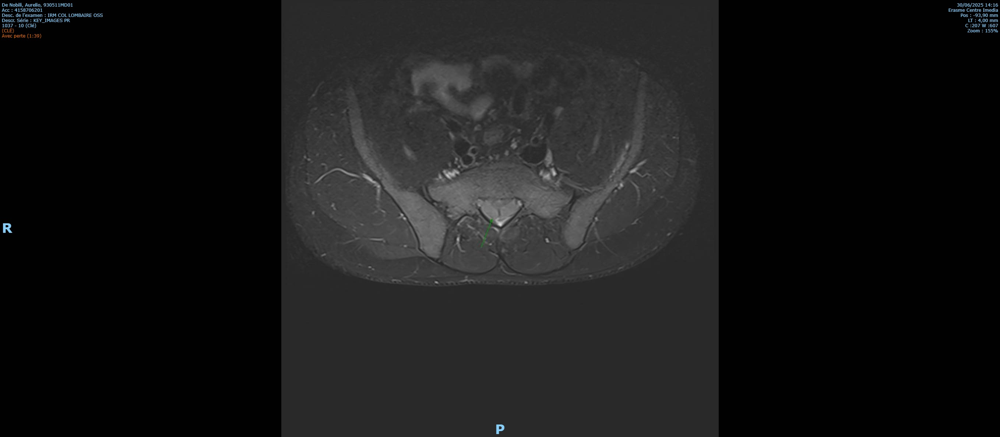 De Nobili, Aurelio, 930511MD01
Acc : 4158706201
Desc. de l'examen : IRM COL LOMBAIRE OSS
Descr. Série : KEY_IMAGES PR
1037 - 10 (Clé)
(CLÉ)
Avec perte (1:39)
30/06/2025 14:16
Erasme Centre Imedia
Pos : -93,90 mm
LT : 4,00 mm
C :207 W :607
Zoom : 155%
R
P